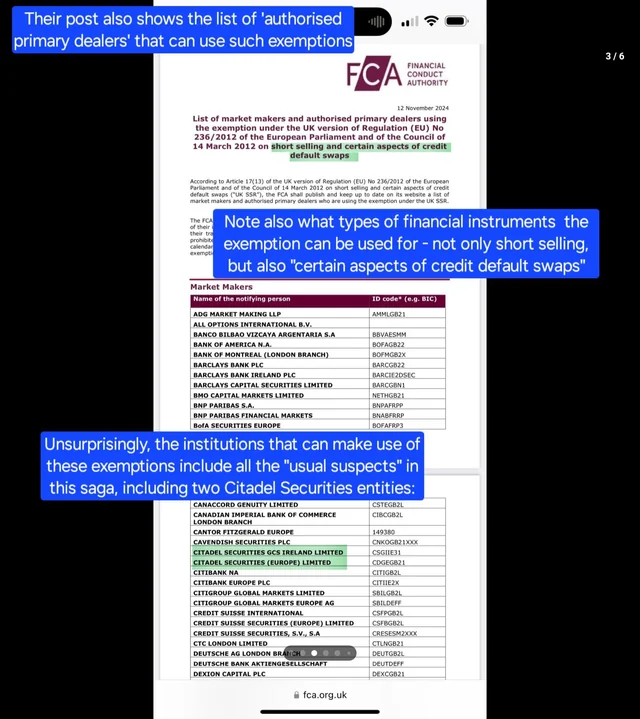 Their post also shows the list of 'authorised
primary dealers' that can use such exemptions
3 / 6
FCA FINANCIAL
CONDUCT
AUTHORITY
12 November 2024
List of market makers and authorised primary dealers using
the exemption under the UK version of Regulation (EU) No
236/2012 of the European Parliament and of the Council of
14 March 2012 on short selling and certain aspects of credit
default swaps
According to Article 17(13) of the UK version of Regulation (EU) No 236/2012 of the European
Parliament and of the Council of 14 March 2012 on short selling and certain aspects of credit
default swaps ("UK SSR"), the FCA shall publish and keep up to date on its website a list of
market makers and authorised primary dealers who are using the exemption under the UK SSR.
The FCA
of their
their tra
prohibite
calendar
exemptio
Note also what types of financial instruments the
exemption can be used for - not only short selling,
but also "certain aspects of credit default swaps"
Market Makers
Name of the notifying person ID code* (e.g. BIC)
ADG MARKET MAKING LLP AMMLGB21
ALL OPTIONS INTERNATIONAL B.V.
BANCO BILBAO VIZCAYA ARGENTARIA S.A BBVAESMM
BANK OF AMERICA N.A. BOFAGB22
BANK OF MONTREAL (LONDON BRANCH) BOFMGB2X
BARCLAYS BANK PLC BARCGB22
BARCLAYS BANK IRELAND PLC BARCIE2DSEC
BARCLAYS CAPITAL SECURITIES LIMITED BARCGBN1
BMO CAPITAL MARKETS LIMITED NETHGB21
BNP PARIBAS S.A. BNPAFRPP
BNP PARIBAS FINANCIAL MARKETS BNABFRRP
BofA SECURITIES EUROPE BOFAFRP3
Unsurprisingly, the institutions that can make use of
these exemptions include all the "usual suspects" in
this saga, including two Citadel Securities entities:
CANACCORD GENUITY LIMITED CSTEGB2L
CANADIAN IMPERIAL BANK OF COMMERCE CIBCGB2L
LONDON BRANCH
CANTOR FITZGERALD EUROPE 149380
CAVENDISH SECURITIES PLC CNKOGB21XXX
CITADEL SECURITIES GCS IRELAND LIMITED CSGIIE31
CITADEL SECURITIES (EUROPE) LIMITED CDGEGB21
CITIBANK NA CITIGB2L
CITIBANK EUROPE PLC CITIIE2X
CITIGROUP GLOBAL MARKETS LIMITED SBILGB2L
CITIGROUP GLOBAL MARKETS EUROPE AG SBILDEFF
CREDIT SUISSE INTERNATIONAL CSFPGB2L
CREDIT SUISSE SECURITIES (EUROPE) LIMITED CSFBGB2L
CREDIT SUISSE SECURITIES, S.V., S.A CRESESM2XXX
CTC LONDON LIMITED CTLNGB21
DEUTSCHE AG LONDON BRANCH DEUTGB2L
DEUTSCHE BANK AKTIENGESELLSCHAFT DEUTDEFF
DEXION CAPITAL PLC DEXCGB21
fca.org.uk